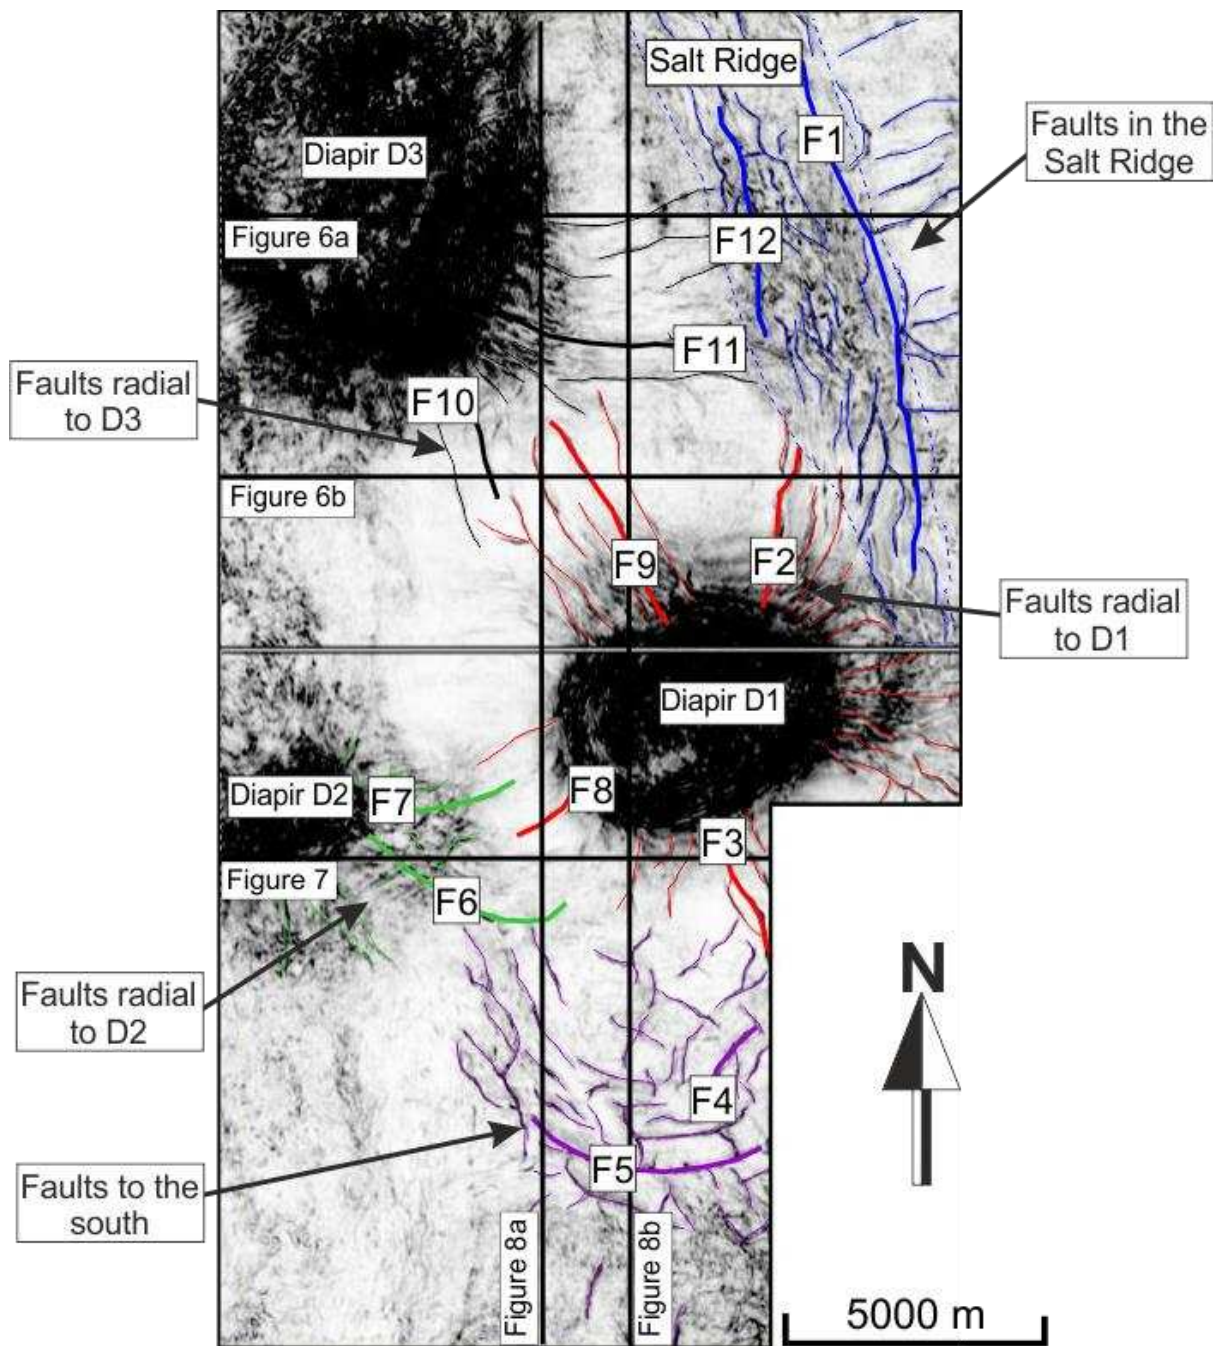 Salt Ridge
F1
Faults in the
Salt Ridge
Diapir D3
Figure 6a
F12
F11
Faults radial
to D3
F10
Figure 6b
F9
F2
Faults radial
to D1
Diapir D1
Diapir D2
F7
F8
F3
Figure 7
F6
N
Faults radial
to D2
F4
F5
Faults to the
south
Figure 8a
Figure 8b
5000 m